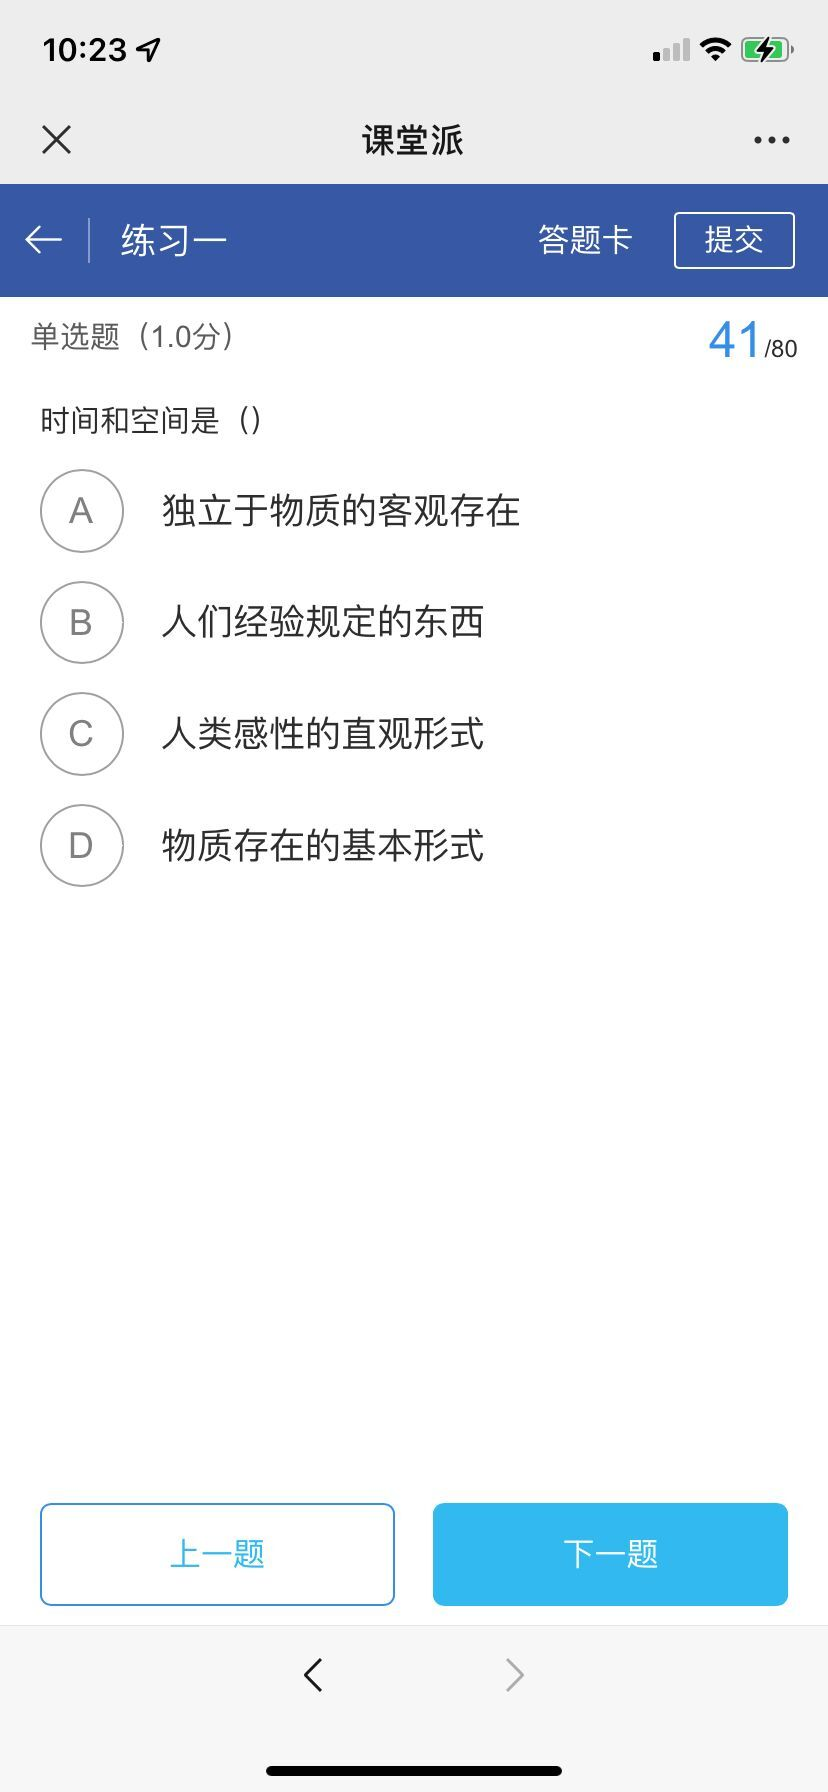 10:23
课堂派
练习一
答题卡
提交
单选题（1.0分）
41/80
时间和空间是（）
A 独立于物质的客观存在
B 人们经验规定的东西
C 人类感性的直观形式
D 物质存在的基本形式
上一题
下一题